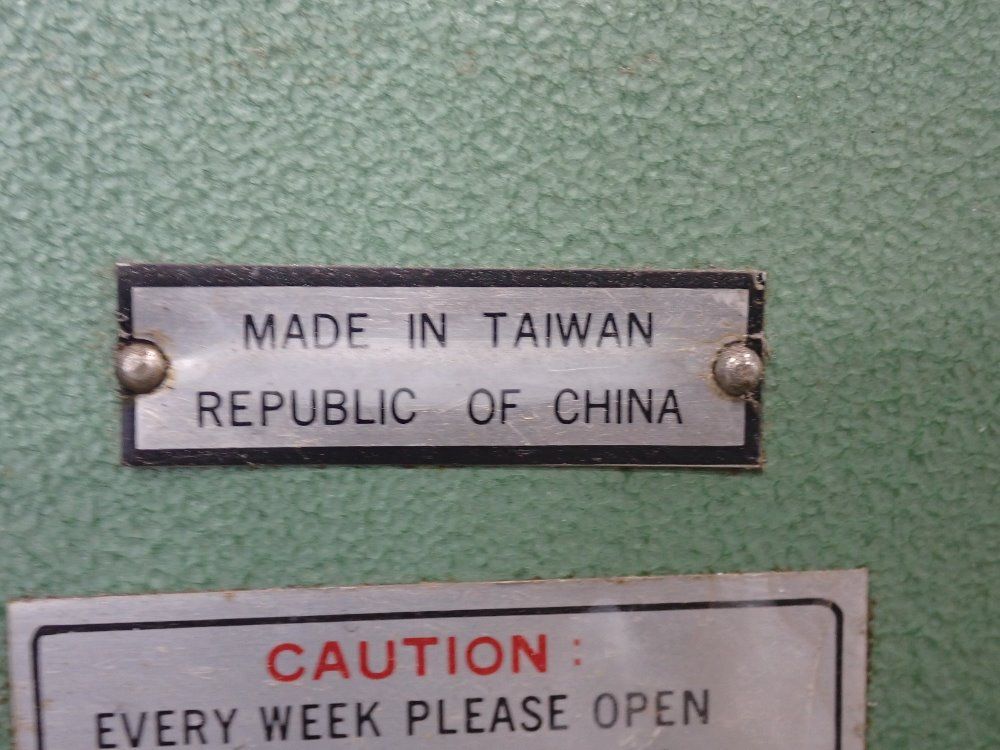 MADE IN TAIWAN
REPUBLIC OF CHINA
CAUTION :
EVERY WEEK PLEASE OPEN